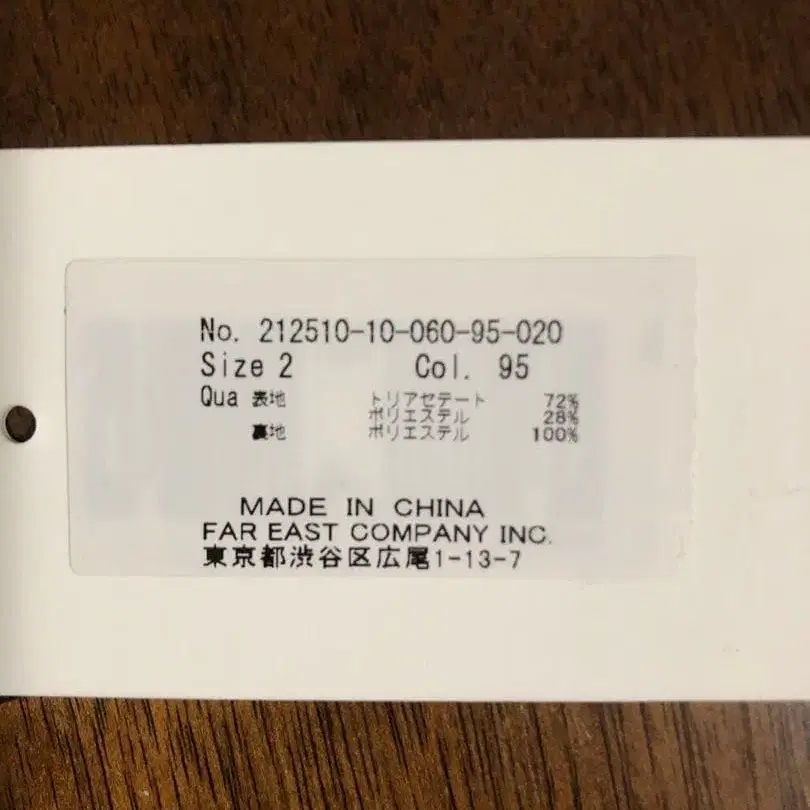 No. 212510-10-060-95-020
Size 2 Col. 95
Qua 表地 トリアセテート 72%
ポリエステル 28%
裏地 ポリエステル 100%
MADE IN CHINA
FAR EAST COMPANY INC.
東京都渋谷区広尾1-13-7